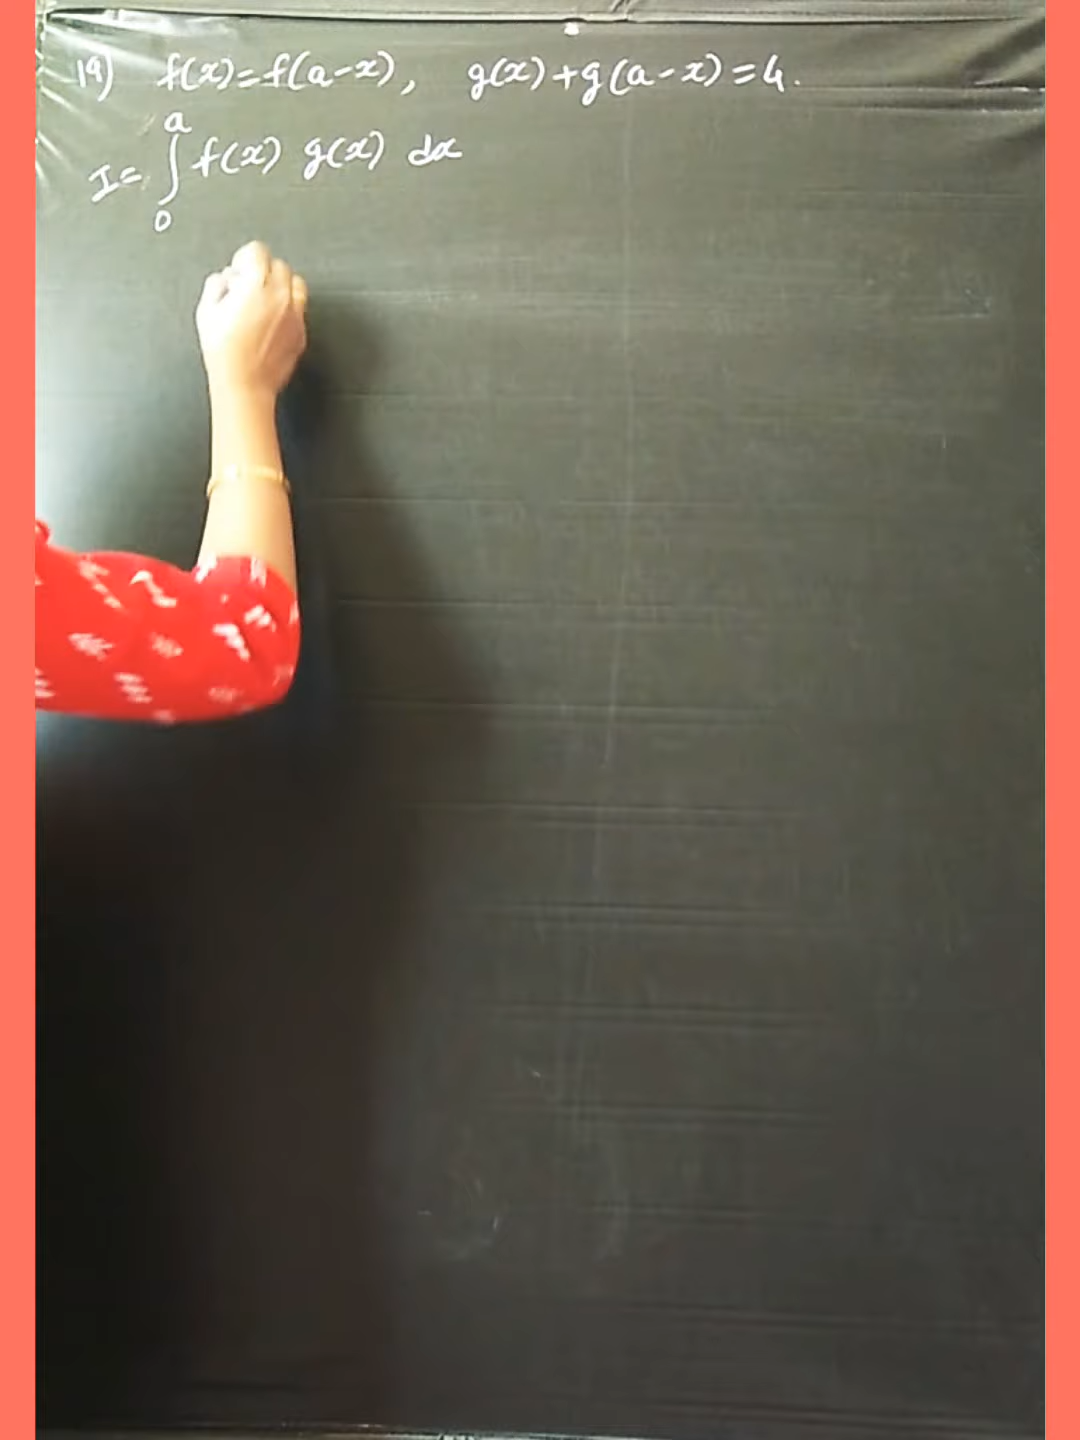 19) f(x)=f(a-x), g(x)+g(a-x)=4.
I= ∫₀ᵃ f(x) g(x) dx